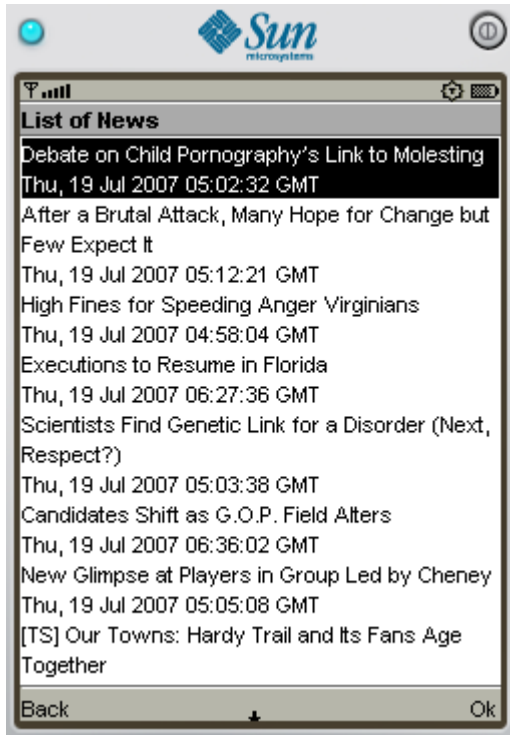 Sun
microsystems
List of News
Debate on Child Pornography's Link to Molesting
Thu, 19 Jul 2007 05:02:32 GMT
After a Brutal Attack, Many Hope for Change but
Few Expect It
Thu, 19 Jul 2007 05:12:21 GMT
High Fines for Speeding Anger Virginians
Thu, 19 Jul 2007 04:58:04 GMT
Executions to Resume in Florida
Thu, 19 Jul 2007 06:27:36 GMT
Scientists Find Genetic Link for a Disorder (Next,
Respect?)
Thu, 19 Jul 2007 05:03:38 GMT
Candidates Shift as G.O.P. Field Alters
Thu, 19 Jul 2007 06:36:02 GMT
New Glimpse at Players in Group Led by Cheney
Thu, 19 Jul 2007 05:05:08 GMT
[TS] Our Towns: Hardy Trail and Its Fans Age
Together
Back
Ok